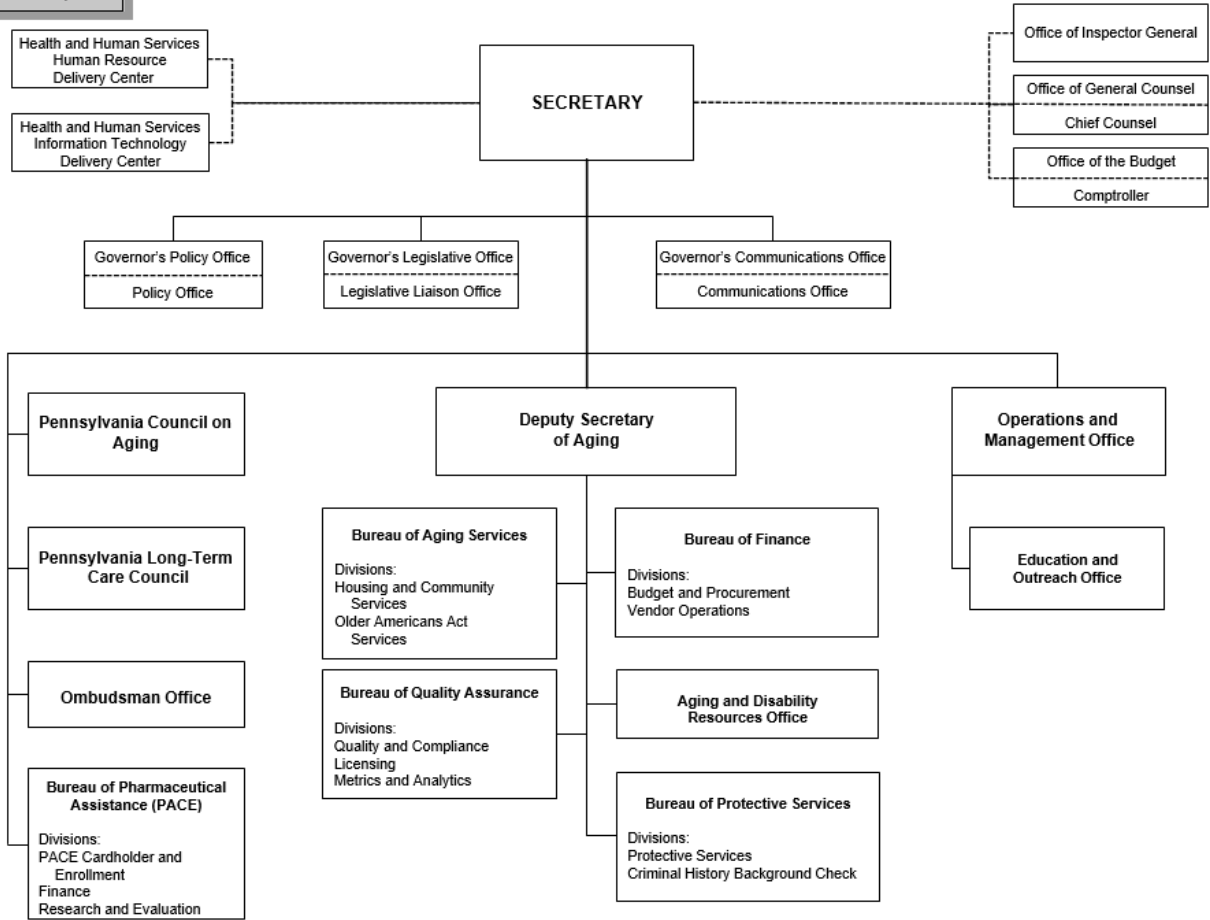 Health and Human Services
Human Resource
Delivery Center
Health and Human Services
Information Technology
Delivery Center
SECRETARY
Office of Inspector General
Office of General Counsel
Chief Counsel
Office of the Budget
Comptroller
Governor's Policy Office
Policy Office
Governor's Legislative Office
Legislative Liaison Office
Governor's Communications Office
Communications Office
Pennsylvania Council on
Aging
Pennsylvania Long-Term
Care Council
Ombudsman Office
Bureau of Pharmaceutical
Assistance (PACE)
Divisions:
PACE Cardholder and
Enrollment
Finance
Research and Evaluation
Deputy Secretary
of Aging
Bureau of Aging Services
Divisions:
Housing and Community
Services
Older Americans Act
Services
Bureau of Quality Assurance
Divisions:
Quality and Compliance
Licensing
Metrics and Analytics
Bureau of Finance
Divisions:
Budget and Procurement
Vendor Operations
Aging and Disability
Resources Office
Bureau of Protective Services
Divisions:
Protective Services
Criminal History Background Check
Operations and
Management Office
Education and
Outreach Office